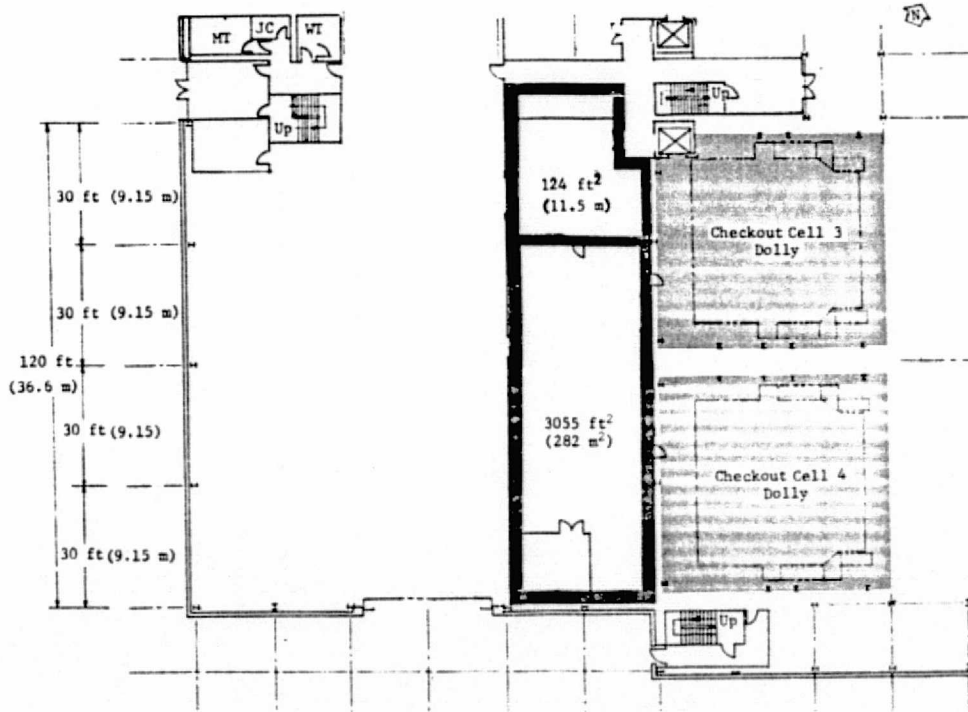 N
MT
JC
WT
Up
Up
30 ft (9.15 m)
124 ft²
(11.5 m)
Checkout Cell 3
Dolly
30 ft (9.15 m)
120 ft
(36.6 m)
30 ft (9.15)
3055 ft²
(282 m²)
Checkout Cell 4
Dolly
30 ft (9.15 m)
Up